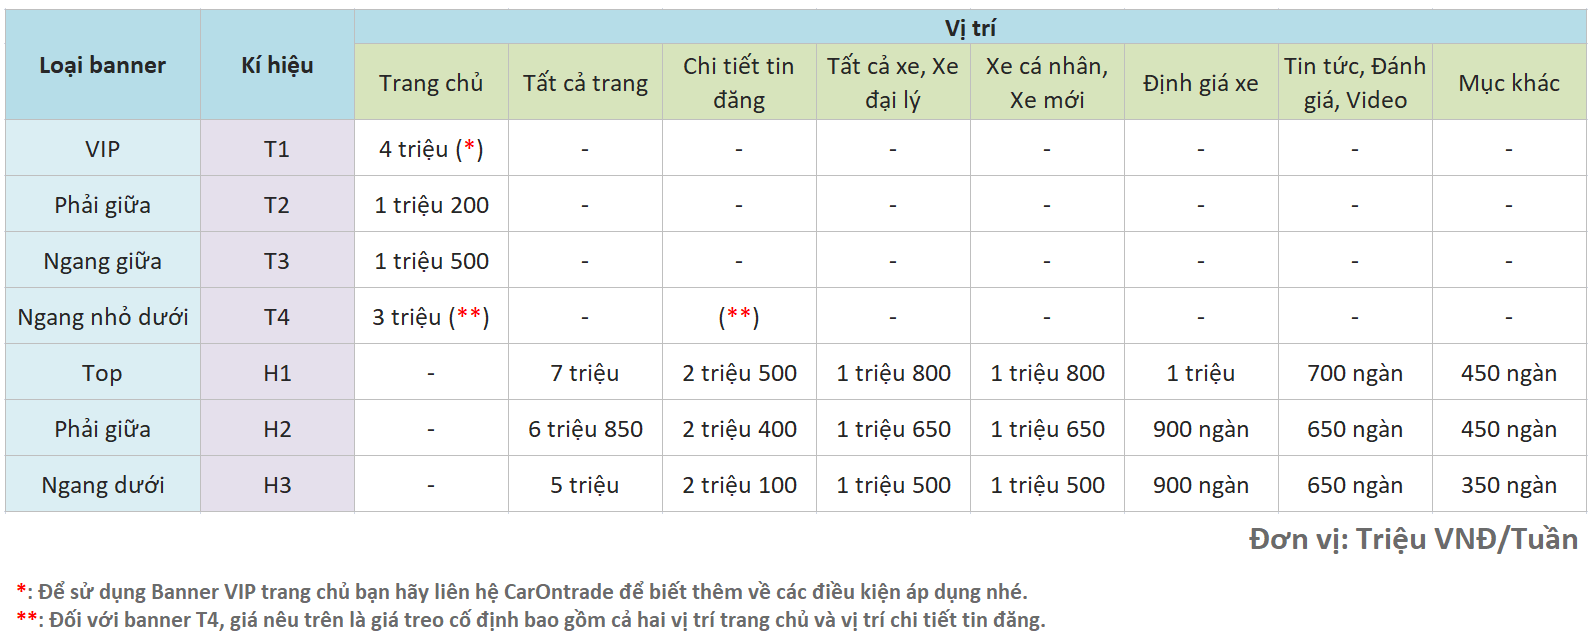 Loại banner Kí hiệu Vị trí
Trang chủ Tất cả trang Chi tiết tin đăng Tất cả xe, Xe đại lý Xe cá nhân, Xe mới Định giá xe Tin tức, Đánh giá, Video Mục khác
VIP T1 4 triệu (*) - - - - - - -
Phải giữa T2 1 triệu 200 - - - - - - -
Ngang giữa T3 1 triệu 500 - - - - - - -
Ngang nhỏ dưới T4 3 triệu (**) - (**) - - - - -
Top H1 - 7 triệu 2 triệu 500 1 triệu 800 1 triệu 800 1 triệu 700 ngàn 450 ngàn
Phải giữa H2 - 6 triệu 850 2 triệu 400 1 triệu 650 1 triệu 650 900 ngàn 650 ngàn 450 ngàn
Ngang dưới H3 - 5 triệu 2 triệu 100 1 triệu 500 1 triệu 500 900 ngàn 650 ngàn 350 ngàn
Đơn vị: Triệu VNĐ/Tuần
*: Để sử dụng Banner VIP trang chủ bạn hãy liên hệ CarOntrade để biết thêm về các điều kiện áp dụng nhé.
**: Đối với banner T4, giá nêu trên là giá treo cố định bao gồm cả hai vị trí trang chủ và vị trí chi tiết tin đăng.